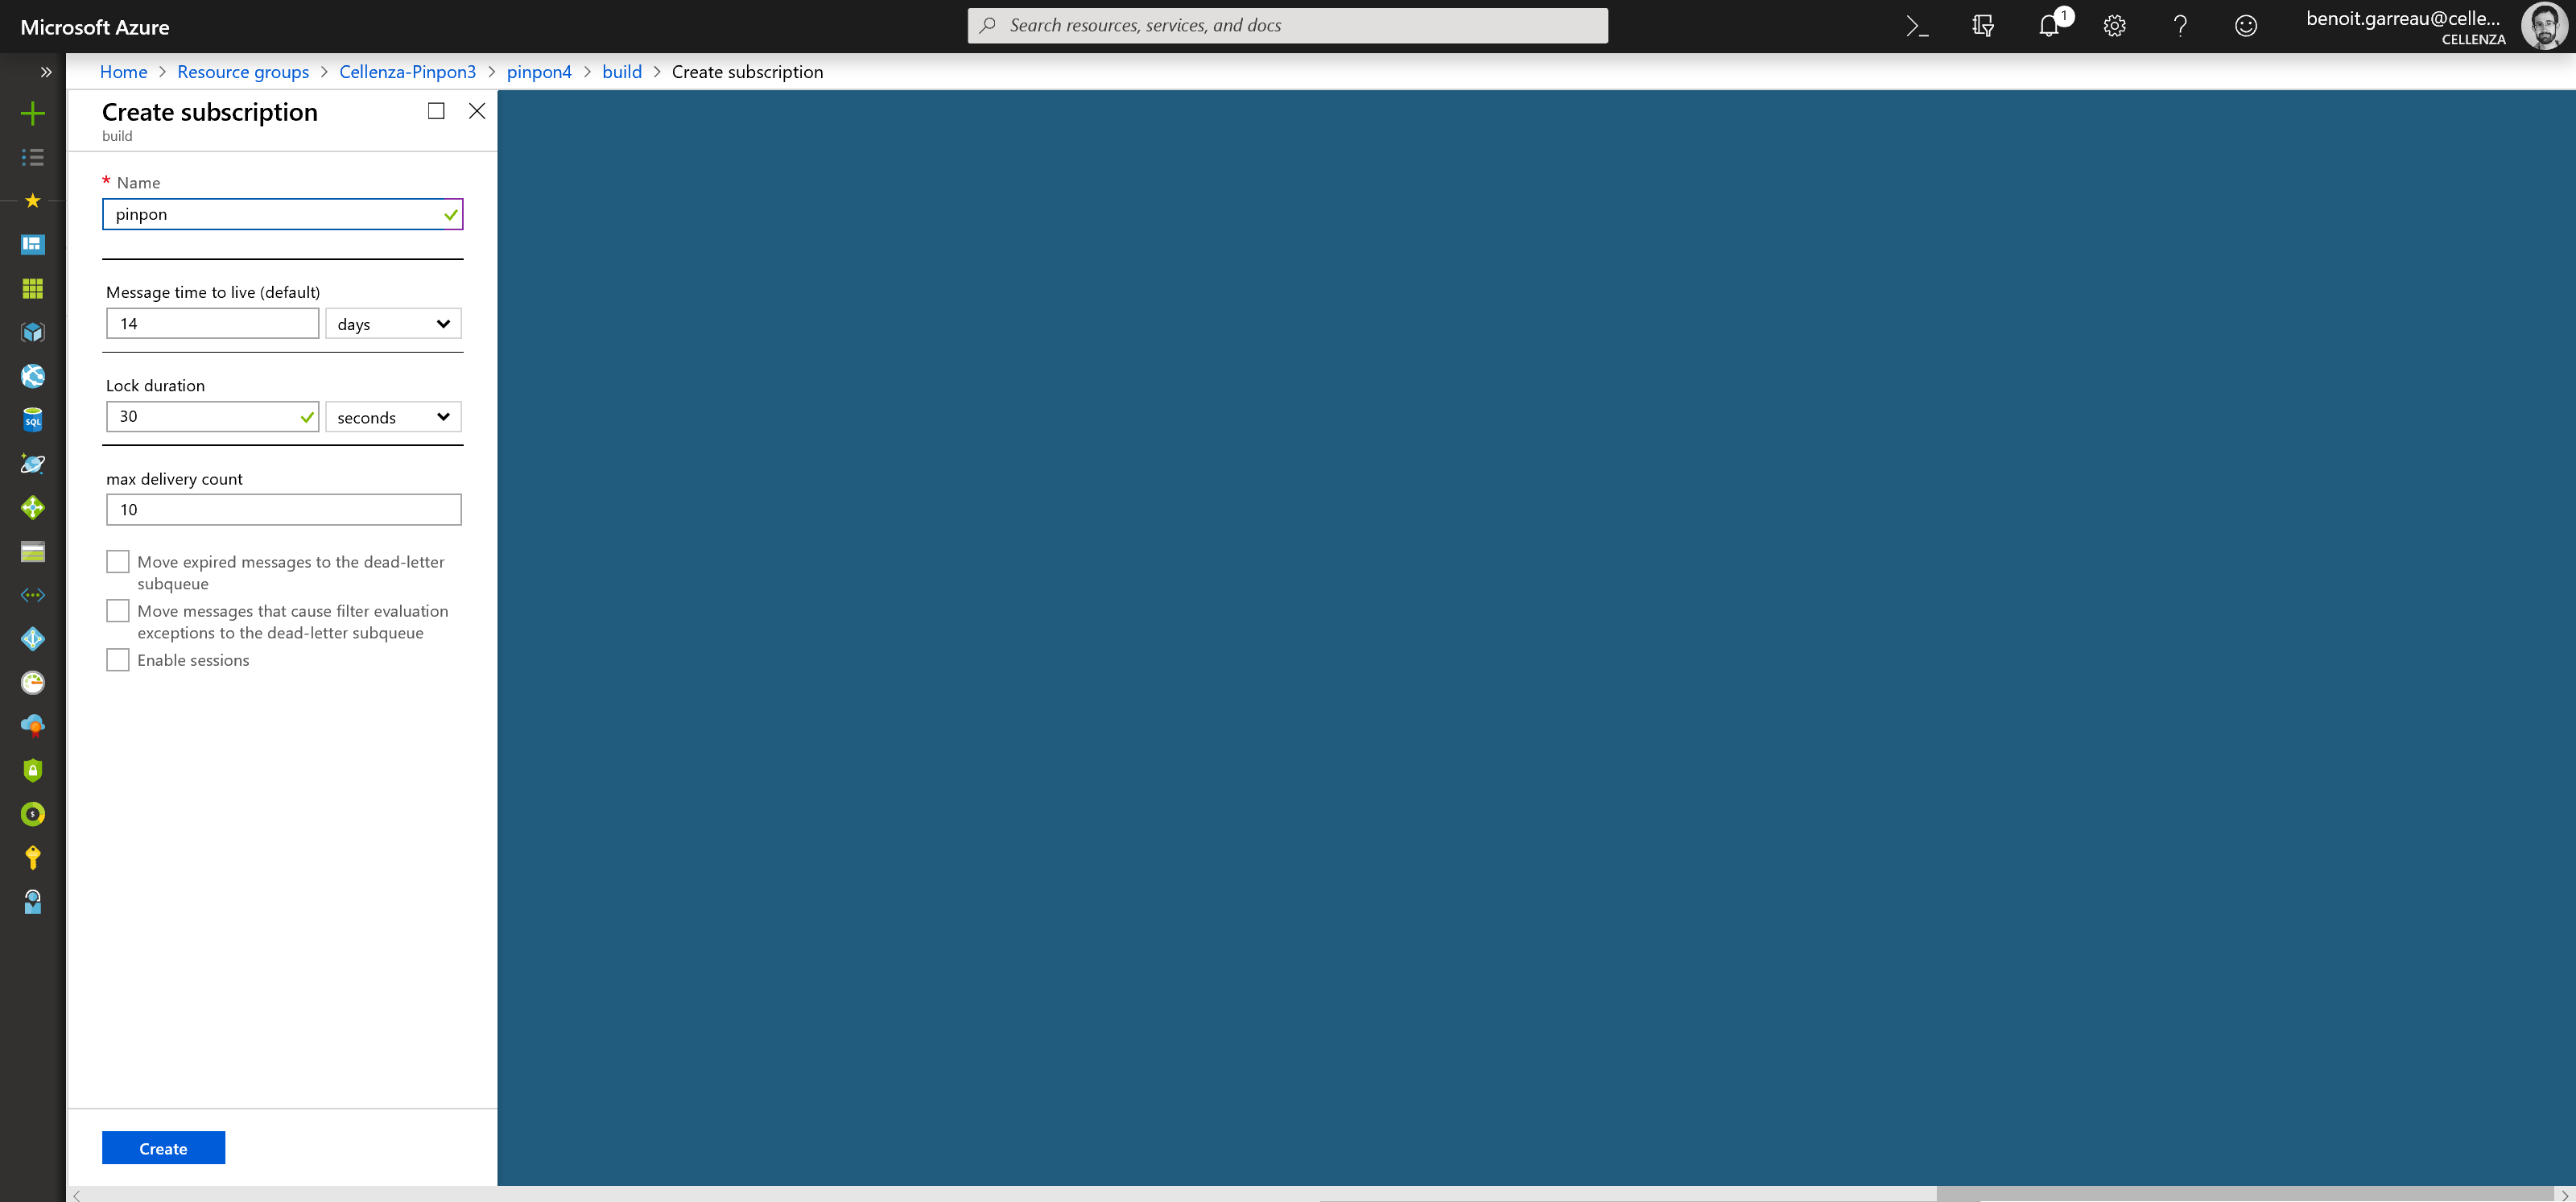 Microsoft Azure
Search resources, services, and docs
1
benoit.garreau@celle...
CELLENZA
Home > Resource groups > Cellenza-Pinpon3 > pinpon4 > build > Create subscription
Create subscription
build
* Name
pinpon
Message time to live (default)
14 days
Lock duration
30 seconds
max delivery count
10
Move expired messages to the dead-letter
subqueue
Move messages that cause filter evaluation
exceptions to the dead-letter subqueue
Enable sessions
SQL
Create